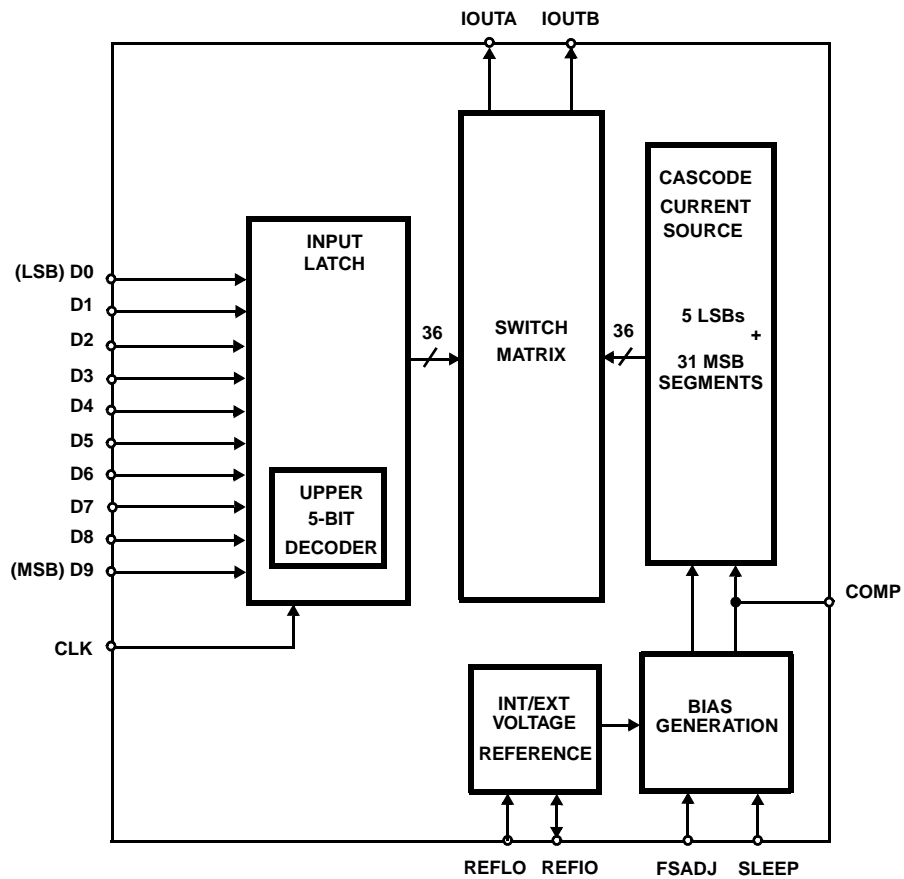 IOUTA IOUTB
CASCODE
CURRENT
SOURCE
INPUT
LATCH
(LSB) D0
D1
D2
D3
D4
D5
D6
D7
D8
(MSB) D9
CLK
36
SWITCH
MATRIX
36
5 LSBs
+
31 MSB
SEGMENTS
UPPER
5-BIT
DECODER
COMP
INT/EXT
VOLTAGE
REFERENCE
BIAS
GENERATION
REFLO REFIO FSADJ SLEEP